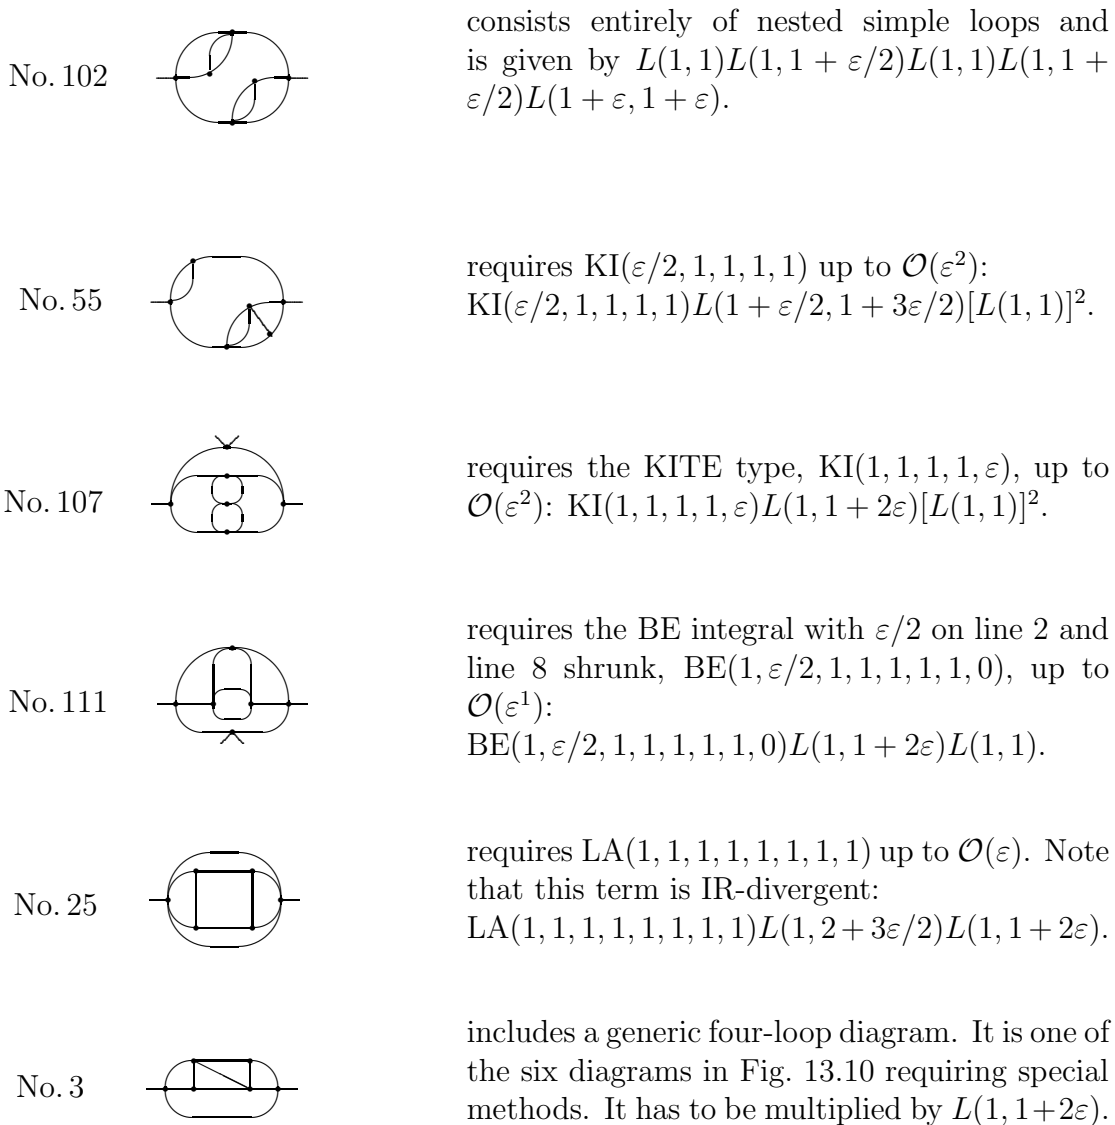 consists entirely of nested simple loops and
No. 102 is given by L(1, 1)L(1, 1 + ε/2)L(1, 1)L(1, 1 +
ε/2)L(1 + ε, 1 + ε).
requires KI(ε/2, 1, 1, 1, 1) up to 𝒪(ε²):
No. 55 KI(ε/2, 1, 1, 1, 1)L(1 + ε/2, 1 + 3ε/2)[L(1, 1)]².
requires the KITE type, KI(1, 1, 1, 1, ε), up to
No. 107 𝒪(ε²): KI(1, 1, 1, 1, ε)L(1, 1 + 2ε)[L(1, 1)]².
requires the BE integral with ε/2 on line 2 and
line 8 shrunk, BE(1, ε/2, 1, 1, 1, 1, 1, 0), up to
No. 111 𝒪(ε¹):
BE(1, ε/2, 1, 1, 1, 1, 1, 0)L(1, 1 + 2ε)L(1, 1).
requires LA(1, 1, 1, 1, 1, 1, 1, 1) up to 𝒪(ε). Note
No. 25 that this term is IR-divergent:
LA(1, 1, 1, 1, 1, 1, 1, 1)L(1, 2 + 3ε/2)L(1, 1 + 2ε).
includes a generic four-loop diagram. It is one of
No. 3 the six diagrams in Fig. 13.10 requiring special
methods. It has to be multiplied by L(1, 1+2ε).